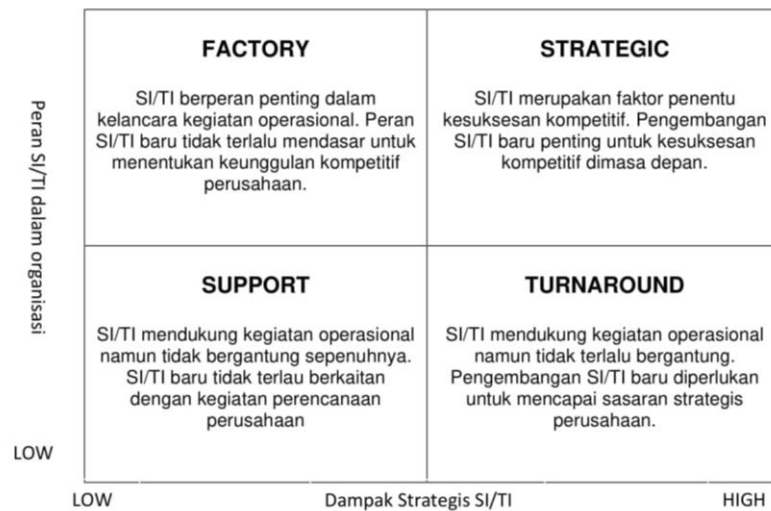 FACTORY
SI/TI berperan penting dalam
kelancara kegiatan operasional. Peran
SI/TI baru tidak terlalu mendasar untuk
menentukan keunggulan kompetitif
perusahaan.
STRATEGIC
SI/TI merupakan faktor penentu
kesuksesan kompetitif. Pengembangan
SI/TI baru penting untuk kesuksesan
kompetitif dimasa depan.
Peran SI/TI dalam organisasi
SUPPORT
SI/TI mendukung kegiatan operasional
namun tidak bergantung sepenuhnya.
SI/TI baru tidak terlau berkaitan
dengan kegiatan perencanaan
perusahaan
TURNAROUND
SI/TI mendukung kegiatan operasional
namun tidak terlalu bergantung.
Pengembangan SI/TI baru diperlukan
untuk mencapai sasaran strategis
perusahaan.
LOW
LOW
Dampak Strategis SI/TI
HIGH